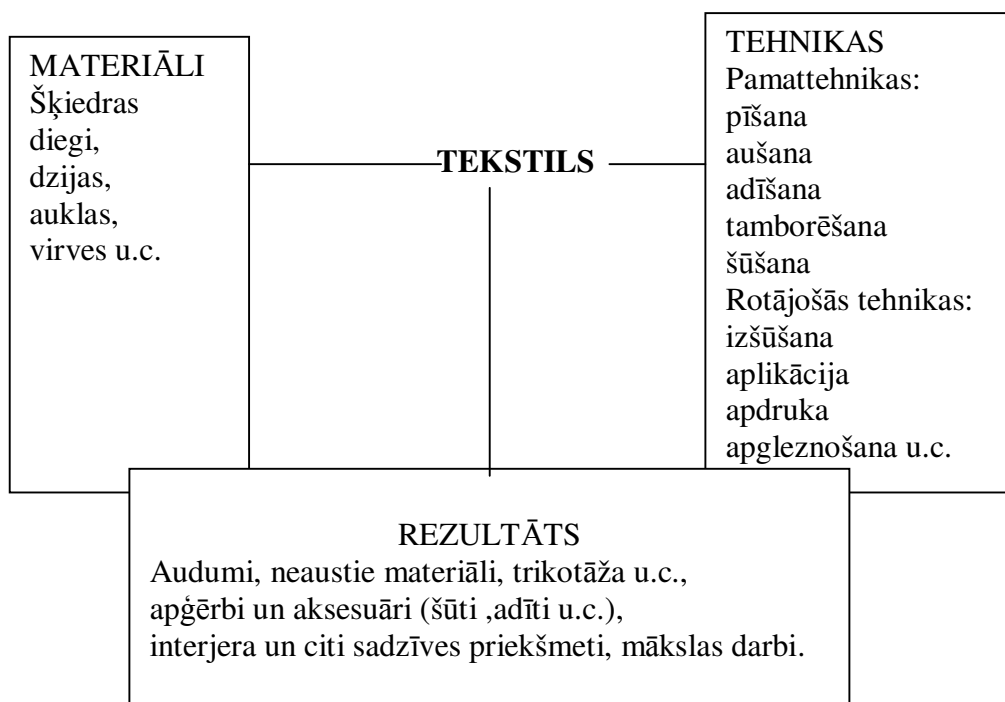 MATERIĀLI
Šķiedras
diegi,
dzijas,
auklas,
virves u.c.
TEKSTILS
TEHNIKAS
Pamattehnikas:
pīšana
aušana
adīšana
tamborēšana
šūšana
Rotājošās tehnikas:
izšūšana
aplikācija
apdruka
apgleznošana u.c.
REZULTĀTS
Audumi, neaustie materiāli, trikotāža u.c.,
apģērbi un aksesuāri (šūti ,adīti u.c.),
interjera un citi sadzīves priekšmeti, mākslas darbi.